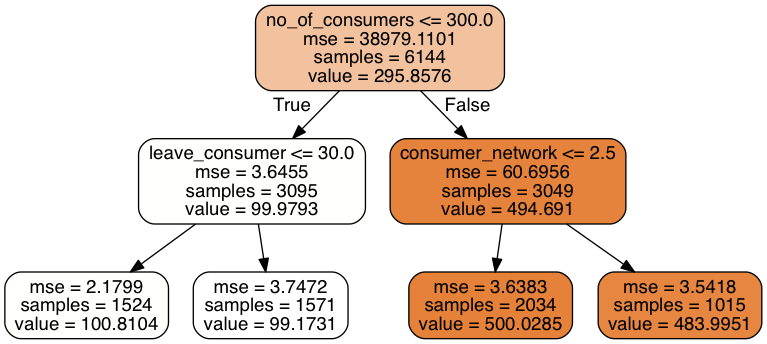 no_of_consumers <= 300.0
mse = 38979.1101
samples = 6144
value = 295.8576
True
False
leave_consumer <= 30.0
mse = 3.6455
samples = 3095
value = 99.9793
consumer_network <= 2.5
mse = 60.6956
samples = 3049
value = 494.691
mse = 2.1799
samples = 1524
value = 100.8104
mse = 3.7472
samples = 1571
value = 99.1731
mse = 3.6383
samples = 2034
value = 500.0285
mse = 3.5418
samples = 1015
value = 483.9951